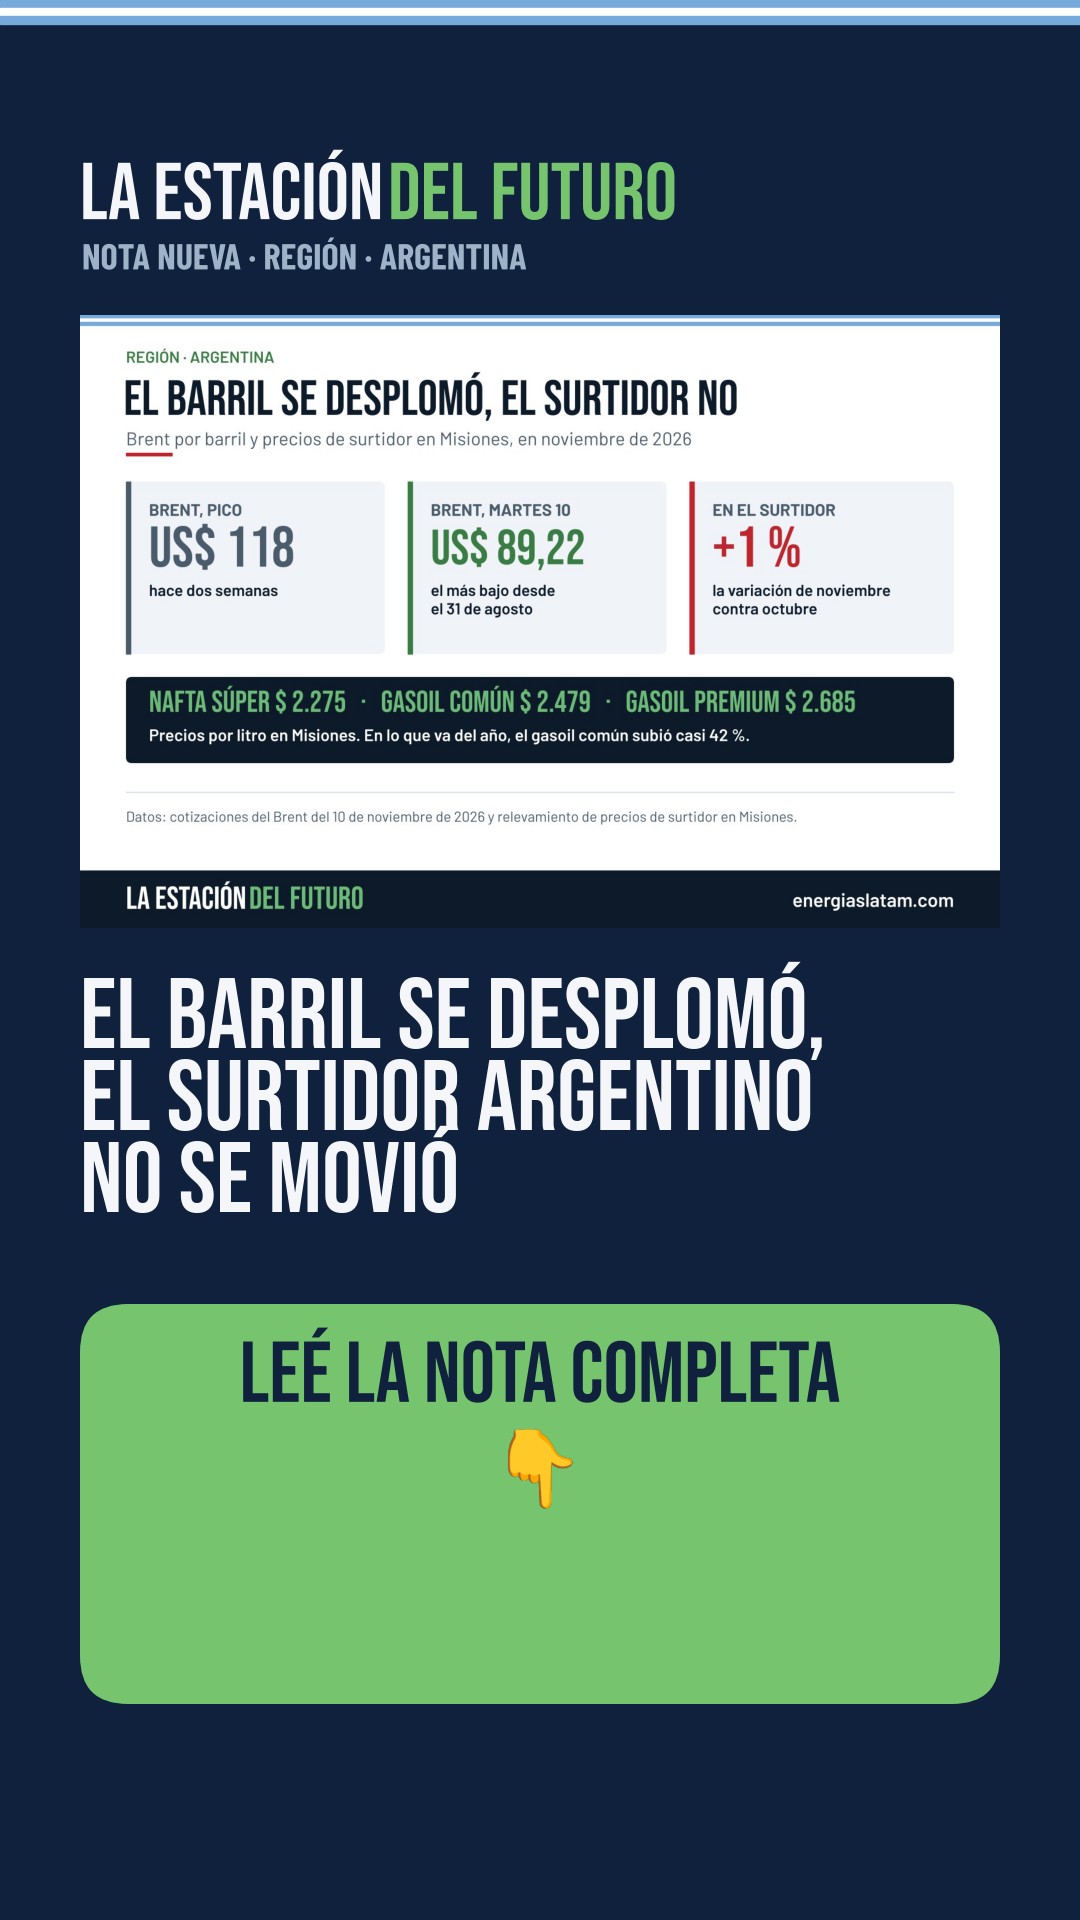 LA ESTACIÓN DEL FUTURO
NOTA NUEVA · REGIÓN · ARGENTINA
REGIÓN · ARGENTINA
EL BARRIL SE DESPLOMÓ, EL SURTIDOR NO
Brent por barril y precios de surtidor en Misiones, en noviembre de 2026
BRENT, PICO
US$ 118
hace dos semanas
BRENT, MARTES 10
US$ 89,22
el más bajo desde
el 31 de agosto
EN EL SURTIDOR
+1 %
la variación de noviembre
contra octubre
NAFTA SÚPER $ 2.275 · GASOIL COMÚN $ 2.479 · GASOIL PREMIUM $ 2.685
Precios por litro en Misiones. En lo que va del año, el gasoil común subió casi 42 %.
Datos: cotizaciones del Brent del 10 de noviembre de 2026 y relevamiento de precios de surtidor en Misiones.
LA ESTACIÓN DEL FUTURO
energiaslatam.com
EL BARRIL SE DESPLOMÓ,
EL SURTIDOR ARGENTINO
NO SE MOVIÓ
LEÉ LA NOTA COMPLETA